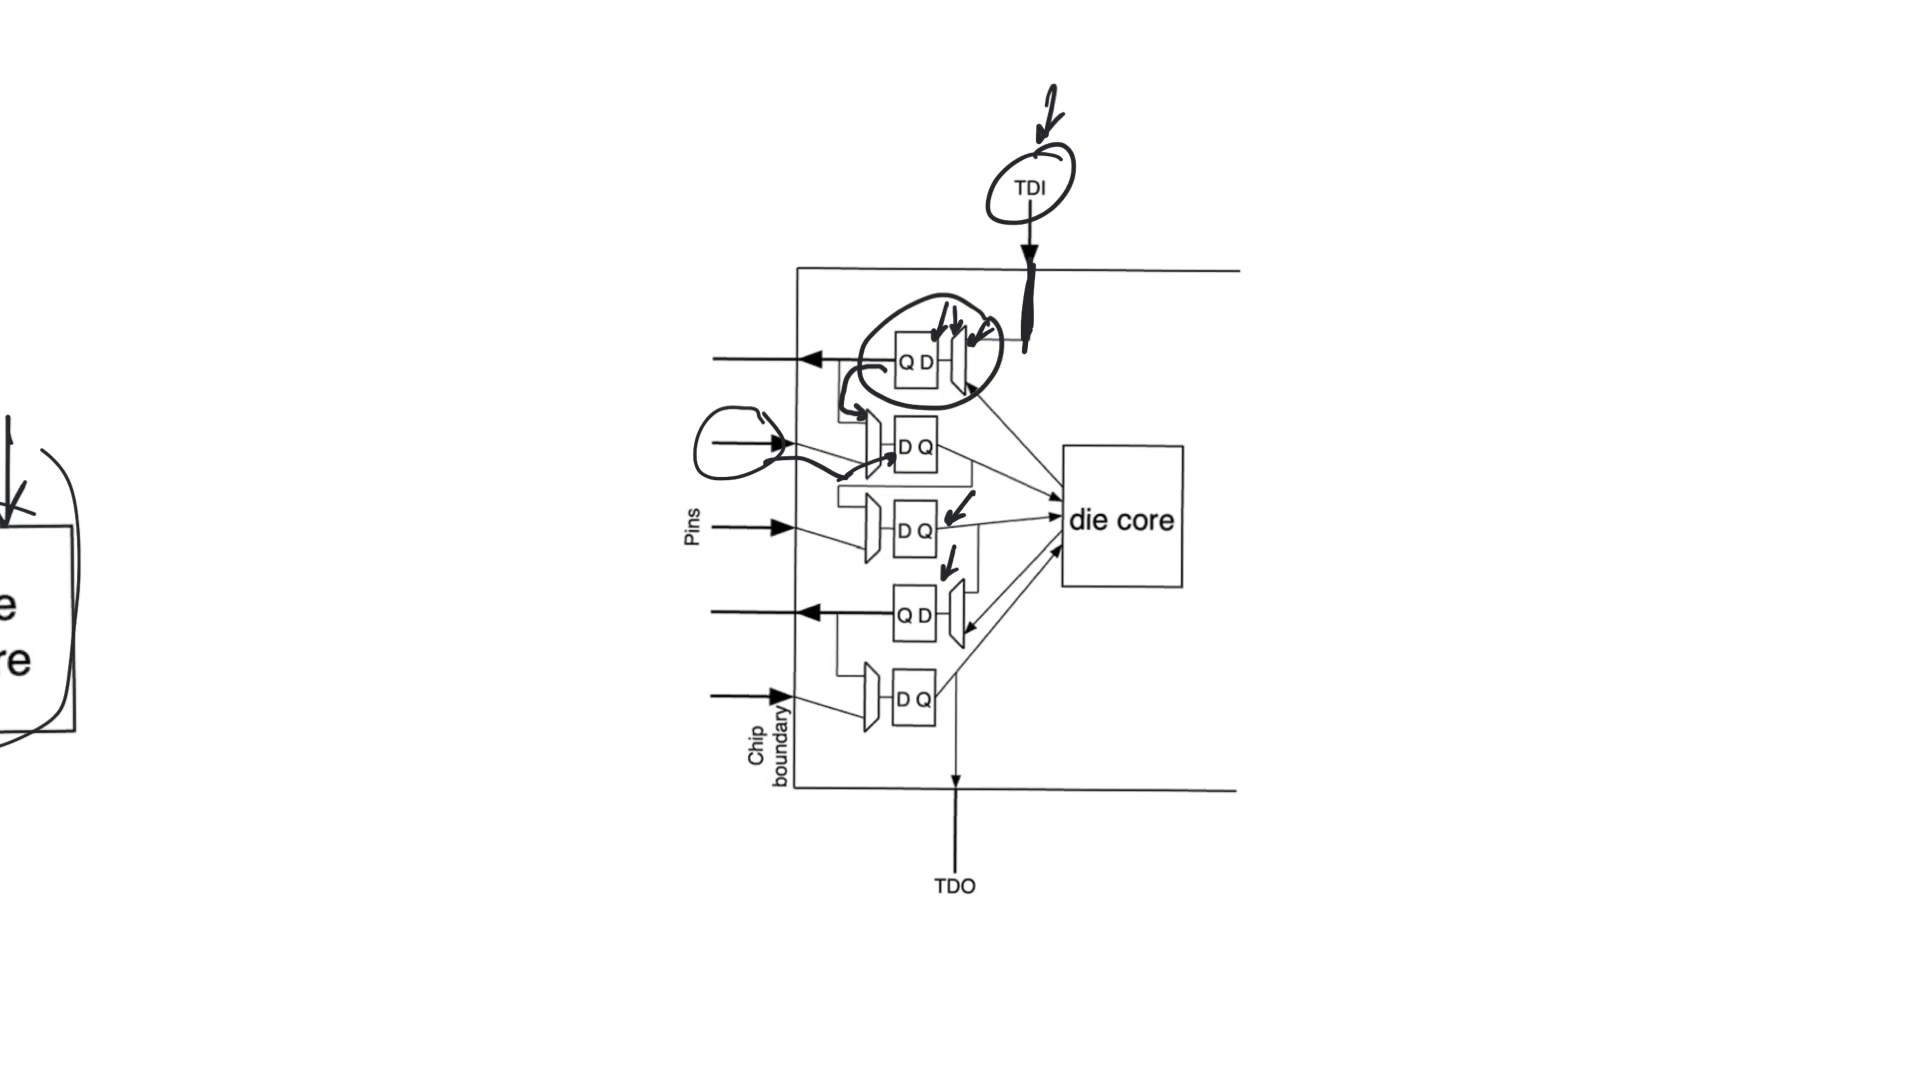 TDI
Q D
D Q
D Q
Q D
D Q
die core
Pins
Chip
boundary
TDO
e
re